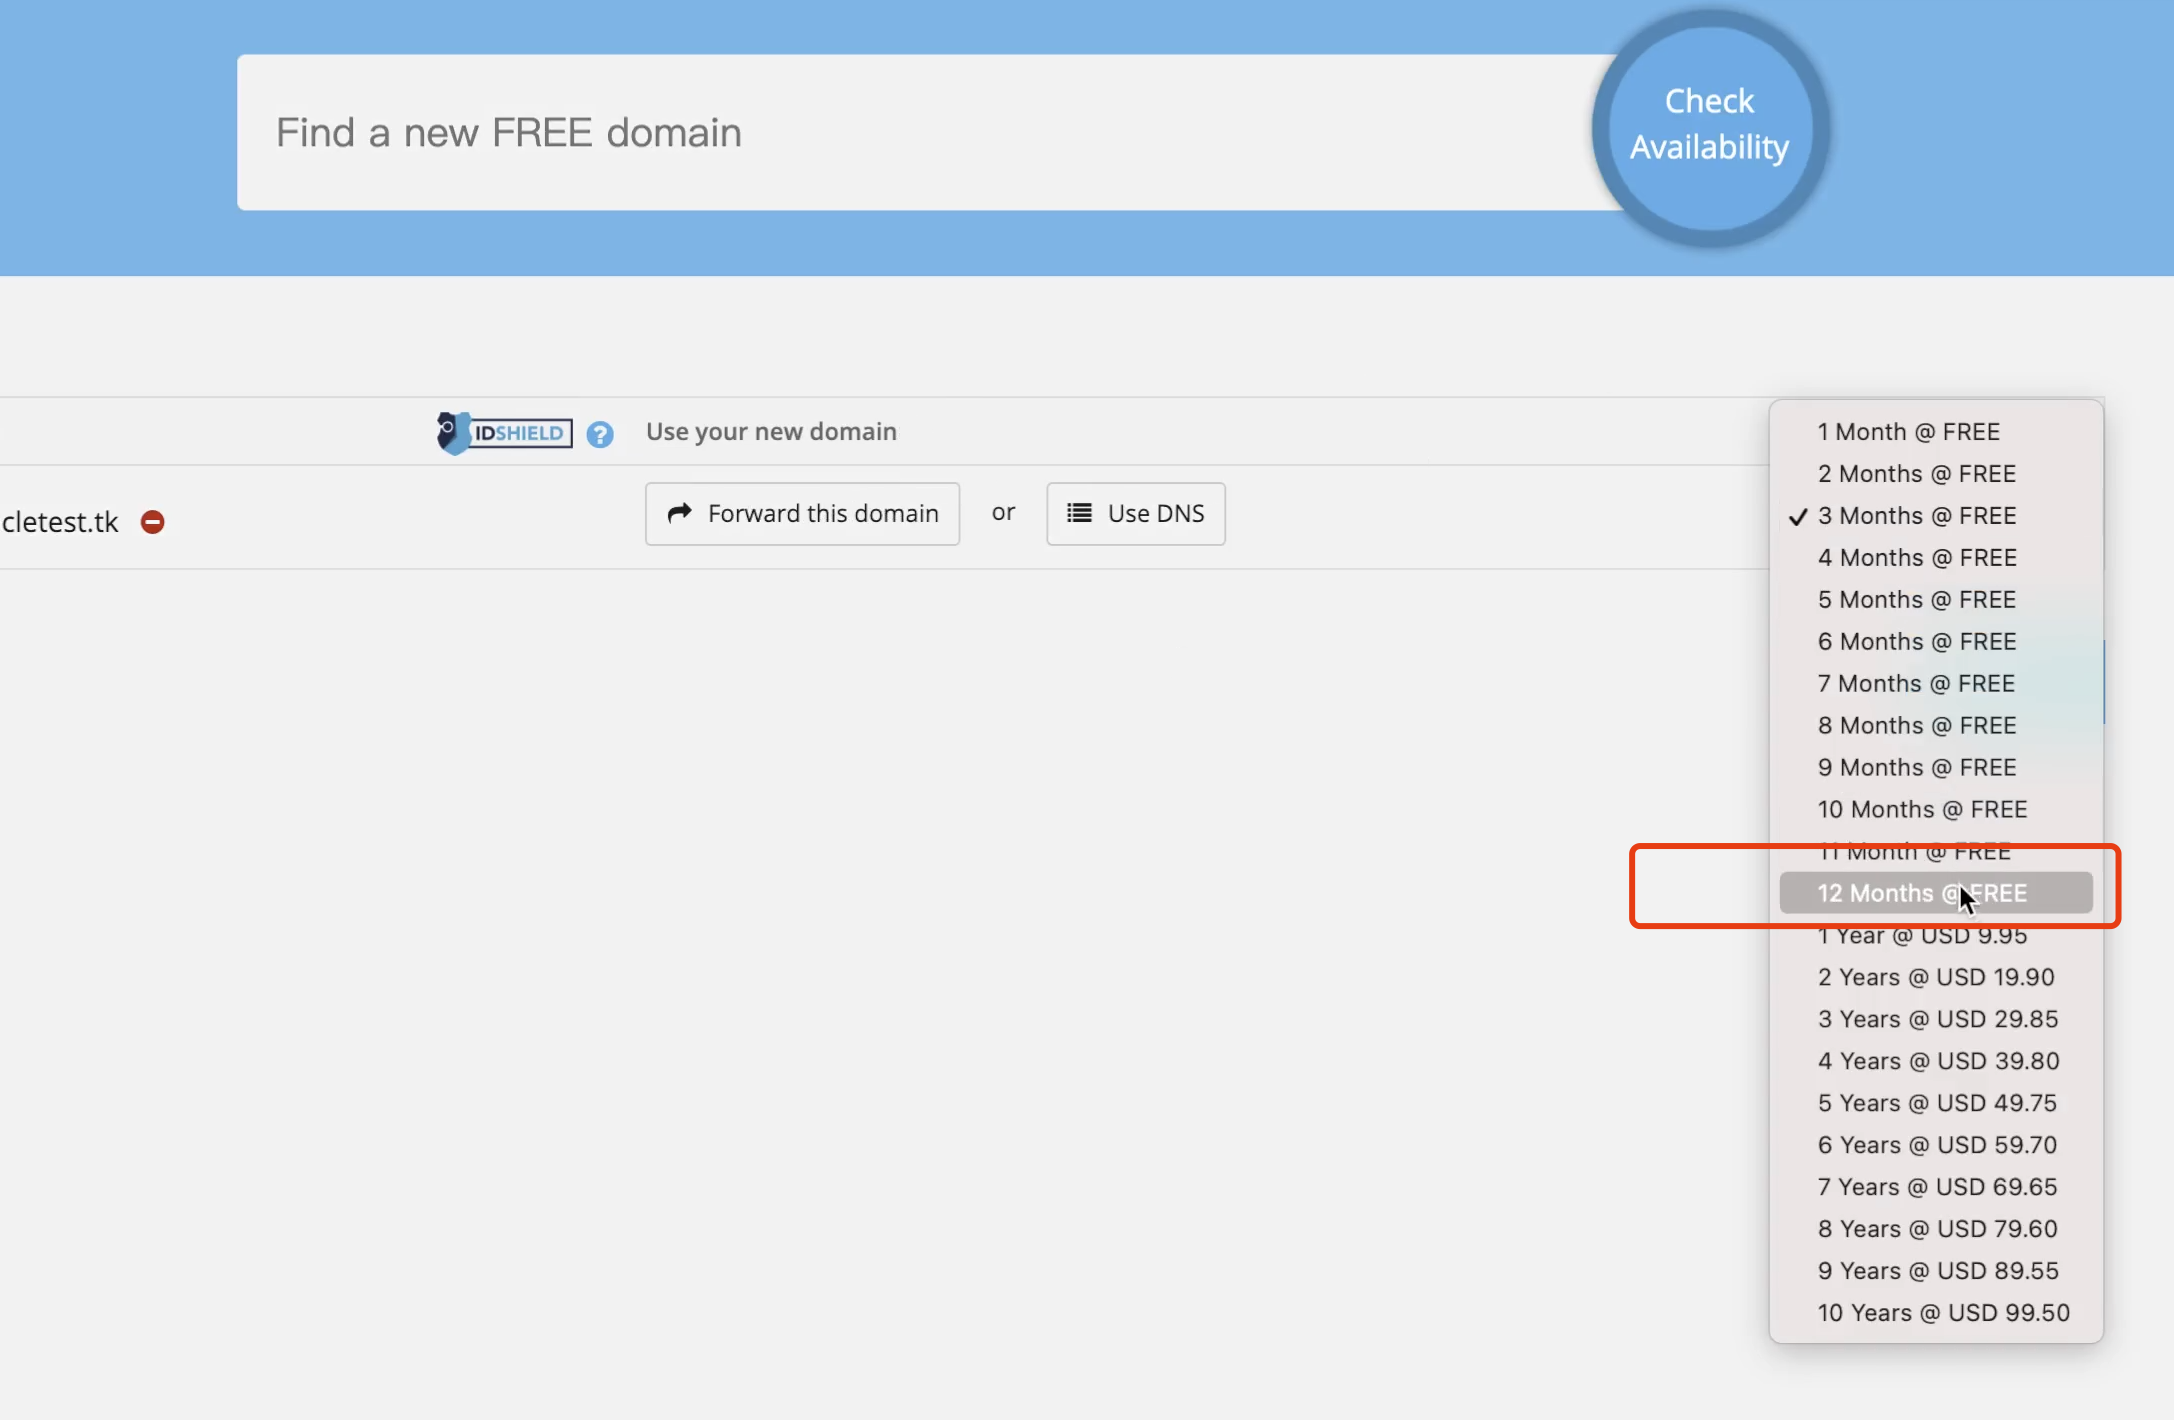 Find a new FREE domain
Check
Availability
IDSHIELD ? Use your new domain
cletest.tk
Forward this domain or Use DNS
1 Month @ FREE
2 Months @ FREE
✓ 3 Months @ FREE
4 Months @ FREE
5 Months @ FREE
6 Months @ FREE
7 Months @ FREE
8 Months @ FREE
9 Months @ FREE
10 Months @ FREE
11 Month @ FREE
12 Months @ FREE
1 Year @ USD 9.95
2 Years @ USD 19.90
3 Years @ USD 29.85
4 Years @ USD 39.80
5 Years @ USD 49.75
6 Years @ USD 59.70
7 Years @ USD 69.65
8 Years @ USD 79.60
9 Years @ USD 89.55
10 Years @ USD 99.50